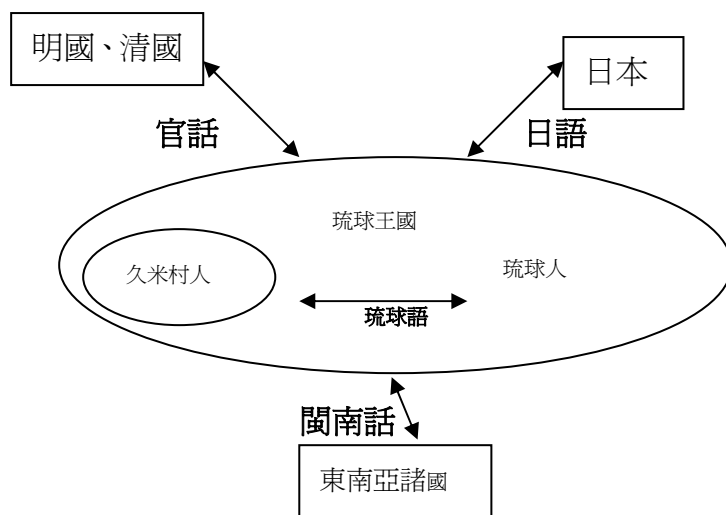 明國、清國
日本
官話
日語
琉球王國
久米村人
琉球人
琉球語
閩南話
東南亞諸國